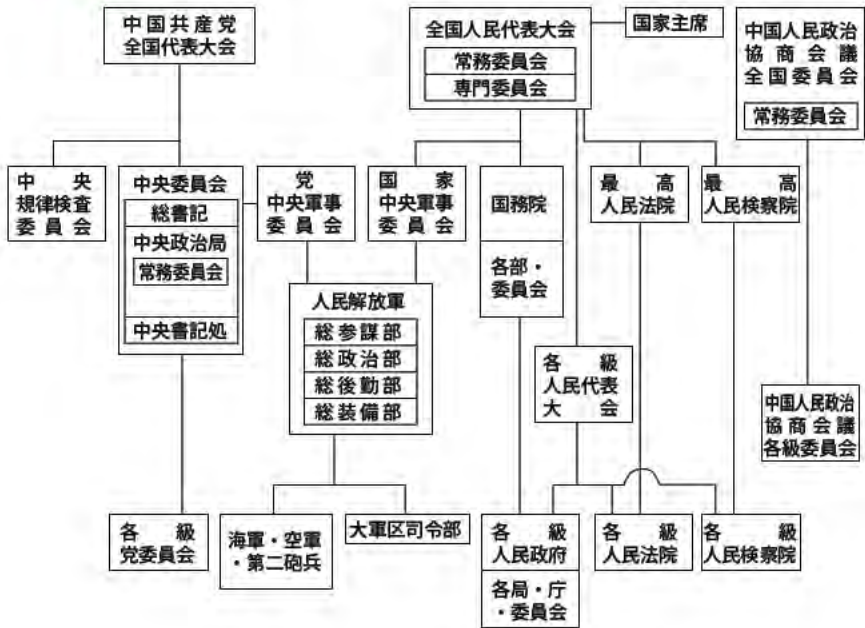 中国共産党
全国代表大会
全国人民代表大会
常務委員会
専門委員会
国家主席
中国人民政治
協商会議
全国委員会
常務委員会
中央
規律検査
委員会
中央委員会
総書記
中央政治局
常務委員会
中央書記処
党
中央軍事
委員会
国家
中央軍事
委員会
国務院
各部・
委員会
最高
人民法院
最高
人民検察院
人民解放軍
総参謀部
総政治部
総後勤部
総装備部
各級
人民代表
大会
中国人民政治
協商会議
各級委員会
各級
党委員会
海軍・空軍
・第二砲兵
大軍区司令部
各級
人民政府
各局・庁
・委員会
各級
人民法院
各級
人民検察院